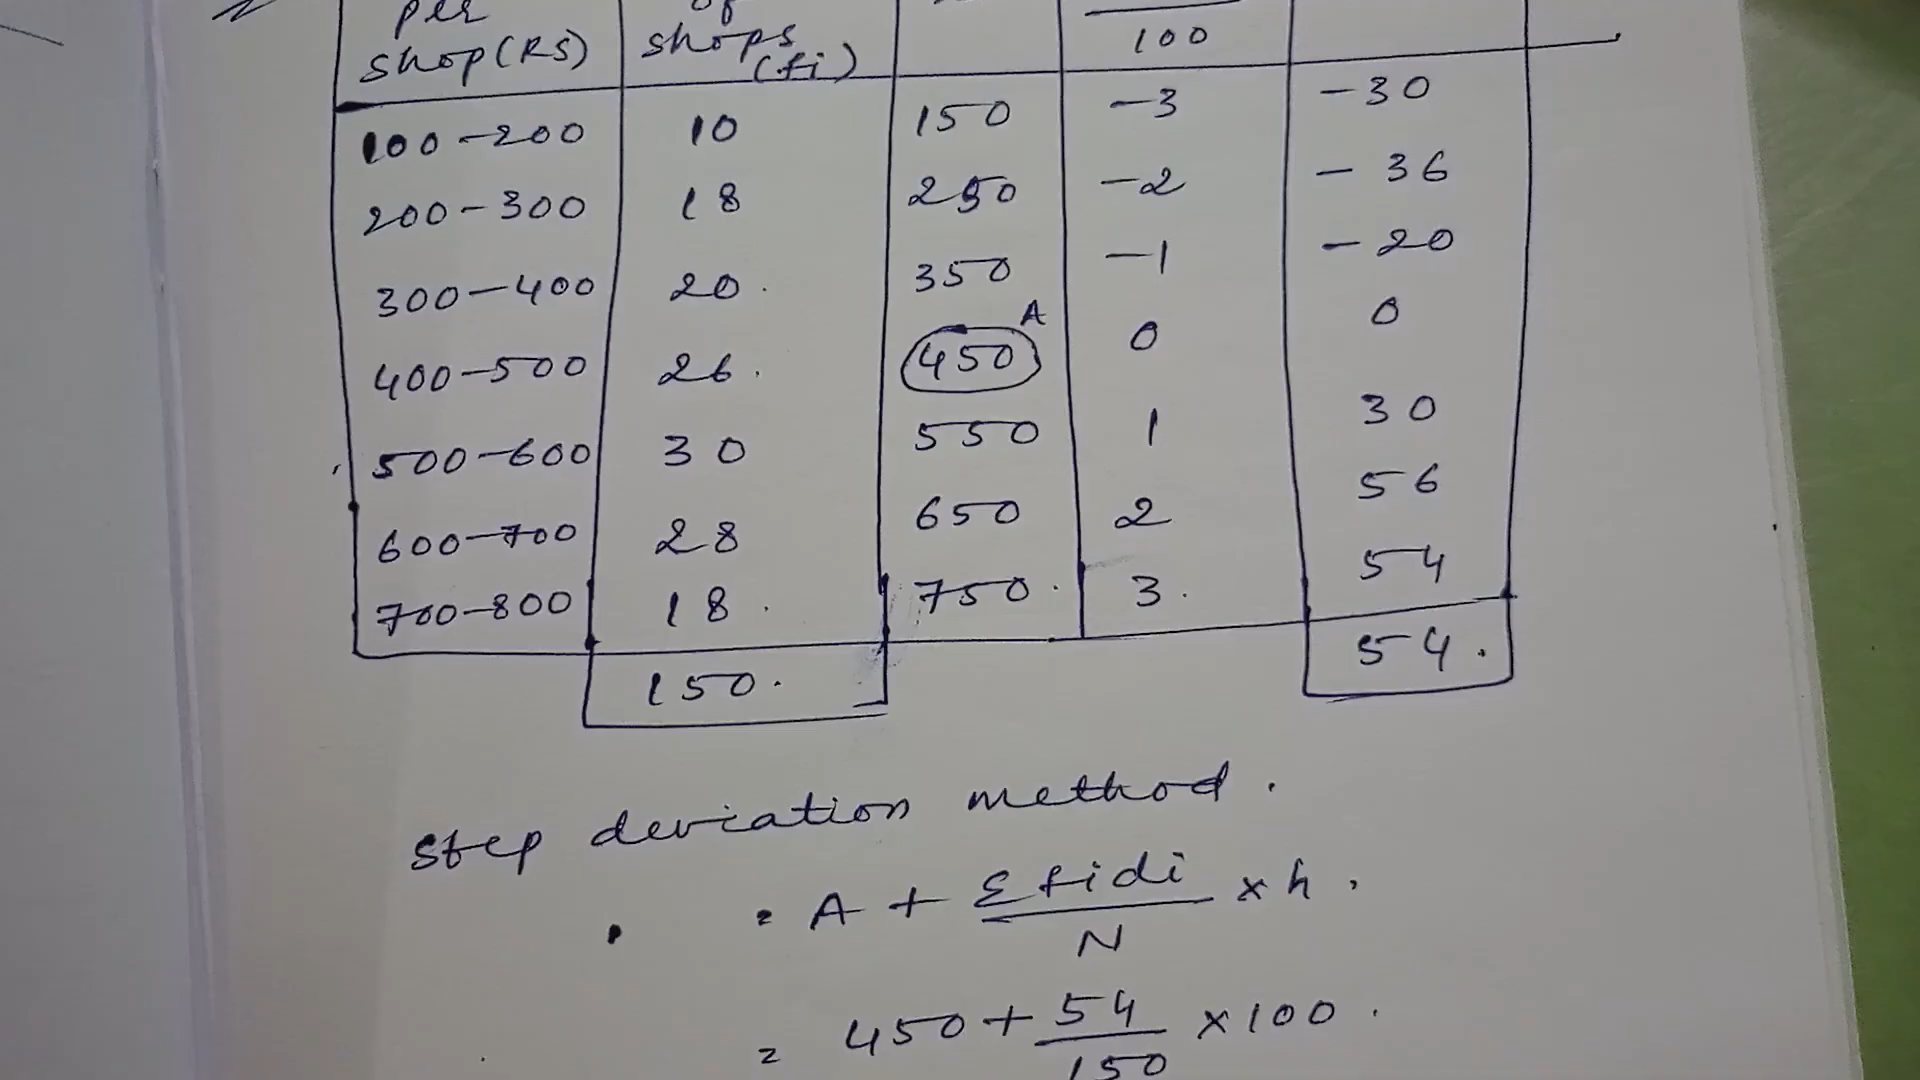 per of
shop (RS) shops (fi) 100
100-200 10 150 -3 -30
200-300 18 250 -2 -36
300-400 20. 350 -1 -20
A
400-500 26. 450 0 0
500-600 30 550 1 30
600-700 28 650 2 56
700-800 18. 750. 3. 54
150. 54.
Step deviation method.
= A + Σfidi/N × h.
= 450 + 54/150 × 100.